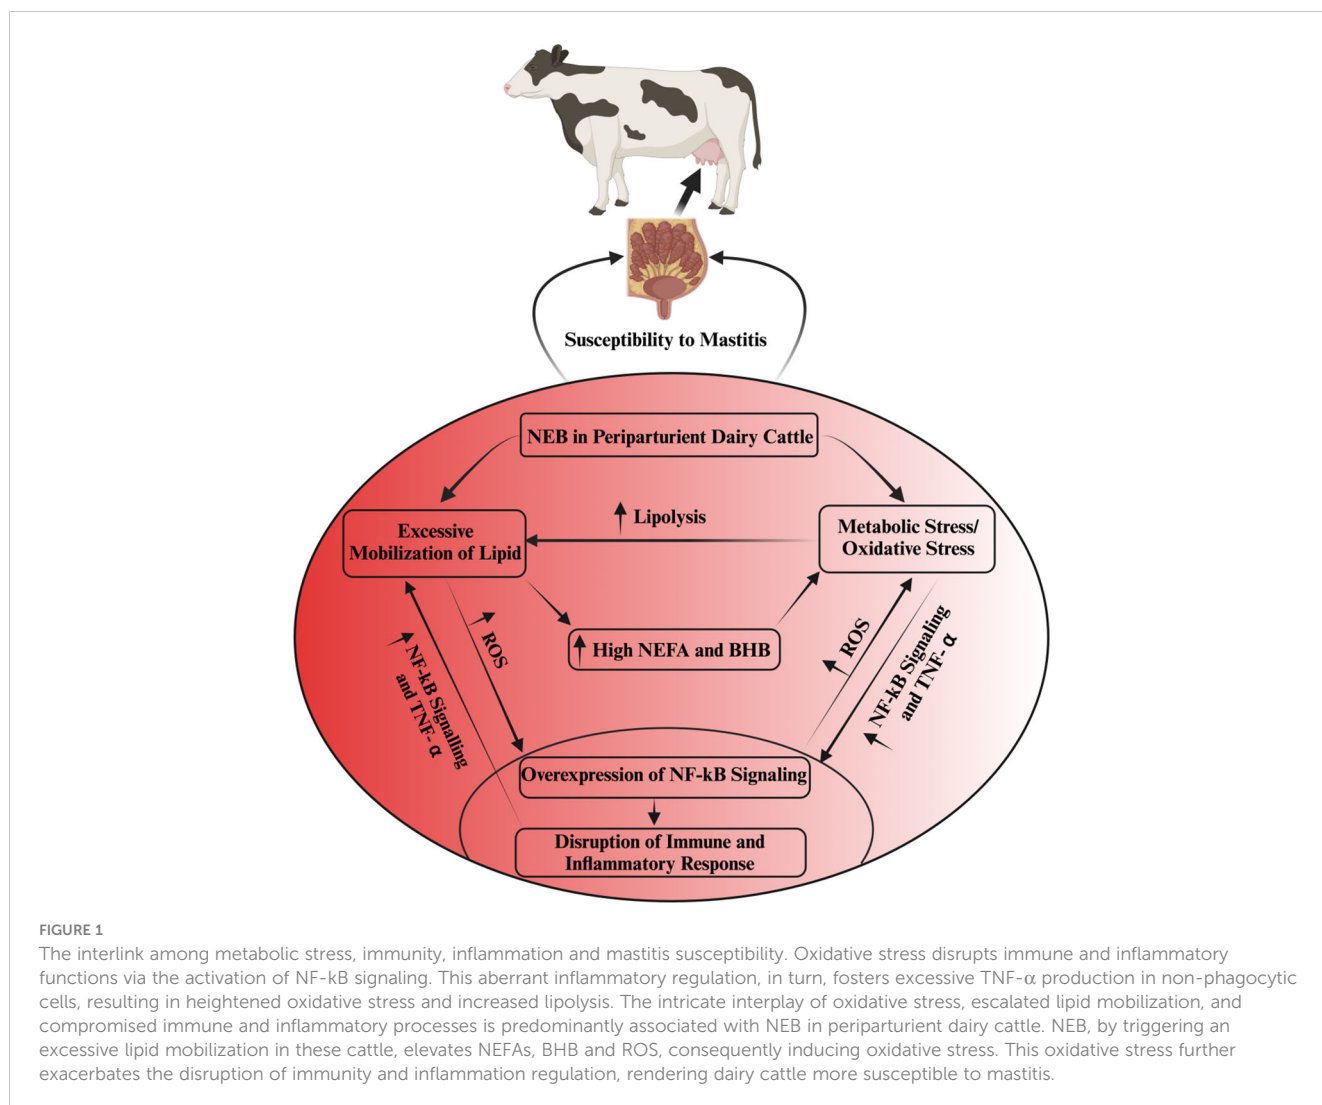 Susceptibility to Mastitis
NEB in Periparturient Dairy Cattle
Excessive
Mobilization of Lipid
Lipolysis
Metabolic Stress/
Oxidative Stress
High NEFA and BHB
ROS
NF-kB Signalling
and TNF- α
ROS
NF-kB Signaling
and TNF- α
Overexpression of NF-kB Signaling
Disruption of Immune and
Inflammatory Response
FIGURE 1
The interlink among metabolic stress, immunity, inflammation and mastitis susceptibility. Oxidative stress disrupts immune and inflammatory
functions via the activation of NF-kB signaling. This aberrant inflammatory regulation, in turn, fosters excessive TNF-α production in non-phagocytic
cells, resulting in heightened oxidative stress and increased lipolysis. The intricate interplay of oxidative stress, escalated lipid mobilization, and
compromised immune and inflammatory processes is predominantly associated with NEB in periparturient dairy cattle. NEB, by triggering an
excessive lipid mobilization in these cattle, elevates NEFAs, BHB and ROS, consequently inducing oxidative stress. This oxidative stress further
exacerbates the disruption of immunity and inflammation regulation, rendering dairy cattle more susceptible to mastitis.